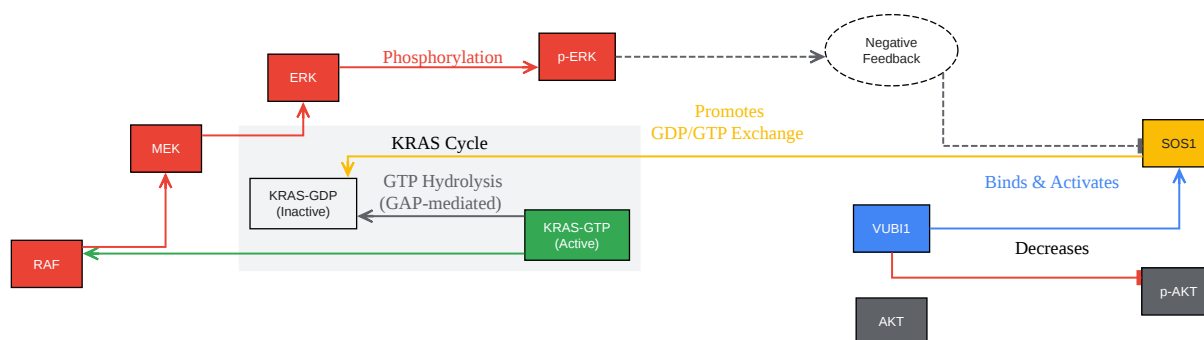 Negative
Feedback
p-ERK
Phosphorylation
ERK
Promotes
GDP/GTP Exchange
MEK
KRAS Cycle
SOS1
KRAS-GDP
(Inactive)
GTP Hydrolysis
(GAP-mediated)
Binds & Activates
KRAS-GTP
(Active)
VUBI1
Decreases
RAF
p-AKT
AKT